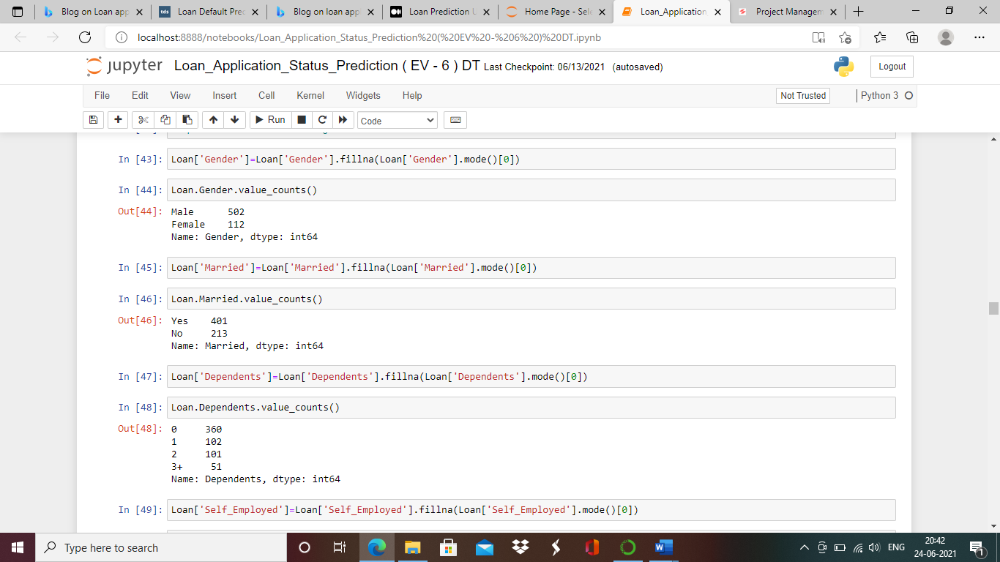 Blog on Loan app
Loan Default Pred
Blog on loan app
Loan Prediction U
Home Page - Sele
Loan_Application
Project Managem
localhost:8888/notebooks/Loan_Application_Status_Prediction%20(%20EV%20-%206%20)%20DT.ipynb
jupyter Loan_Application_Status_Prediction ( EV - 6 ) DT Last Checkpoint: 06/13/2021 (autosaved)
Logout
File Edit View Insert Cell Kernel Widgets Help
Not Trusted
Python 3
Run
Code
In [43]: Loan['Gender']=Loan['Gender'].fillna(Loan['Gender'].mode()[0])
In [44]: Loan.Gender.value_counts()
Out[44]: Male 502
Female 112
Name: Gender, dtype: int64
In [45]: Loan['Married']=Loan['Married'].fillna(Loan['Married'].mode()[0])
In [46]: Loan.Married.value_counts()
Out[46]: Yes 401
No 213
Name: Married, dtype: int64
In [47]: Loan['Dependents']=Loan['Dependents'].fillna(Loan['Dependents'].mode()[0])
In [48]: Loan.Dependents.value_counts()
Out[48]: 0 360
1 102
2 101
3+ 51
Name: Dependents, dtype: int64
In [49]: Loan['Self_Employed']=Loan['Self_Employed'].fillna(Loan['Self_Employed'].mode()[0])
Type here to search
ENG
20:42
24-06-2021
1